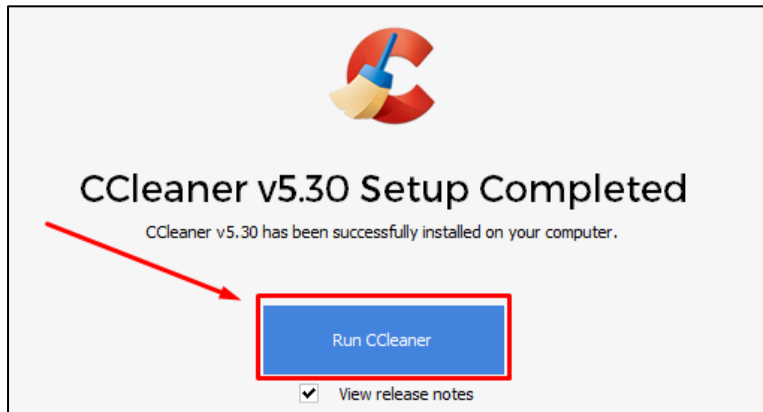 CCleaner v5.30 Setup Completed
CCleaner v5.30 has been successfully installed on your computer.
Run CCleaner
View release notes